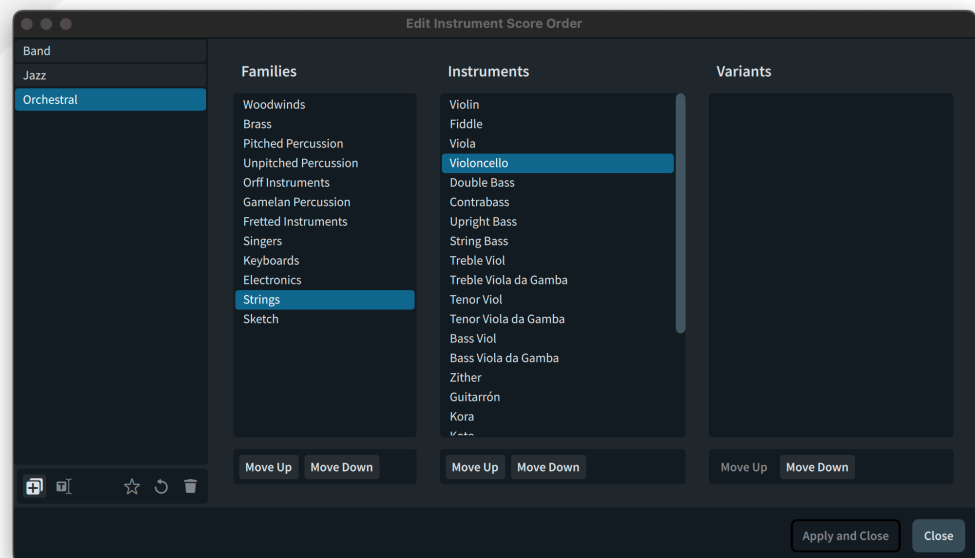 Edit Instrument Score Order
Band
Jazz
Orchestral
Families
Woodwinds
Brass
Pitched Percussion
Unpitched Percussion
Orff Instruments
Gamelan Percussion
Fretted Instruments
Singers
Keyboards
Electronics
Strings
Sketch
Move Up Move Down
Instruments
Violin
Fiddle
Viola
Violoncello
Double Bass
Contrabass
Upright Bass
String Bass
Treble Viol
Treble Viola da Gamba
Tenor Viol
Tenor Viola da Gamba
Bass Viol
Bass Viola da Gamba
Zither
Guitarrón
Kora
Koto
Move Up Move Down
Variants
Move Up Move Down
Apply and Close Close